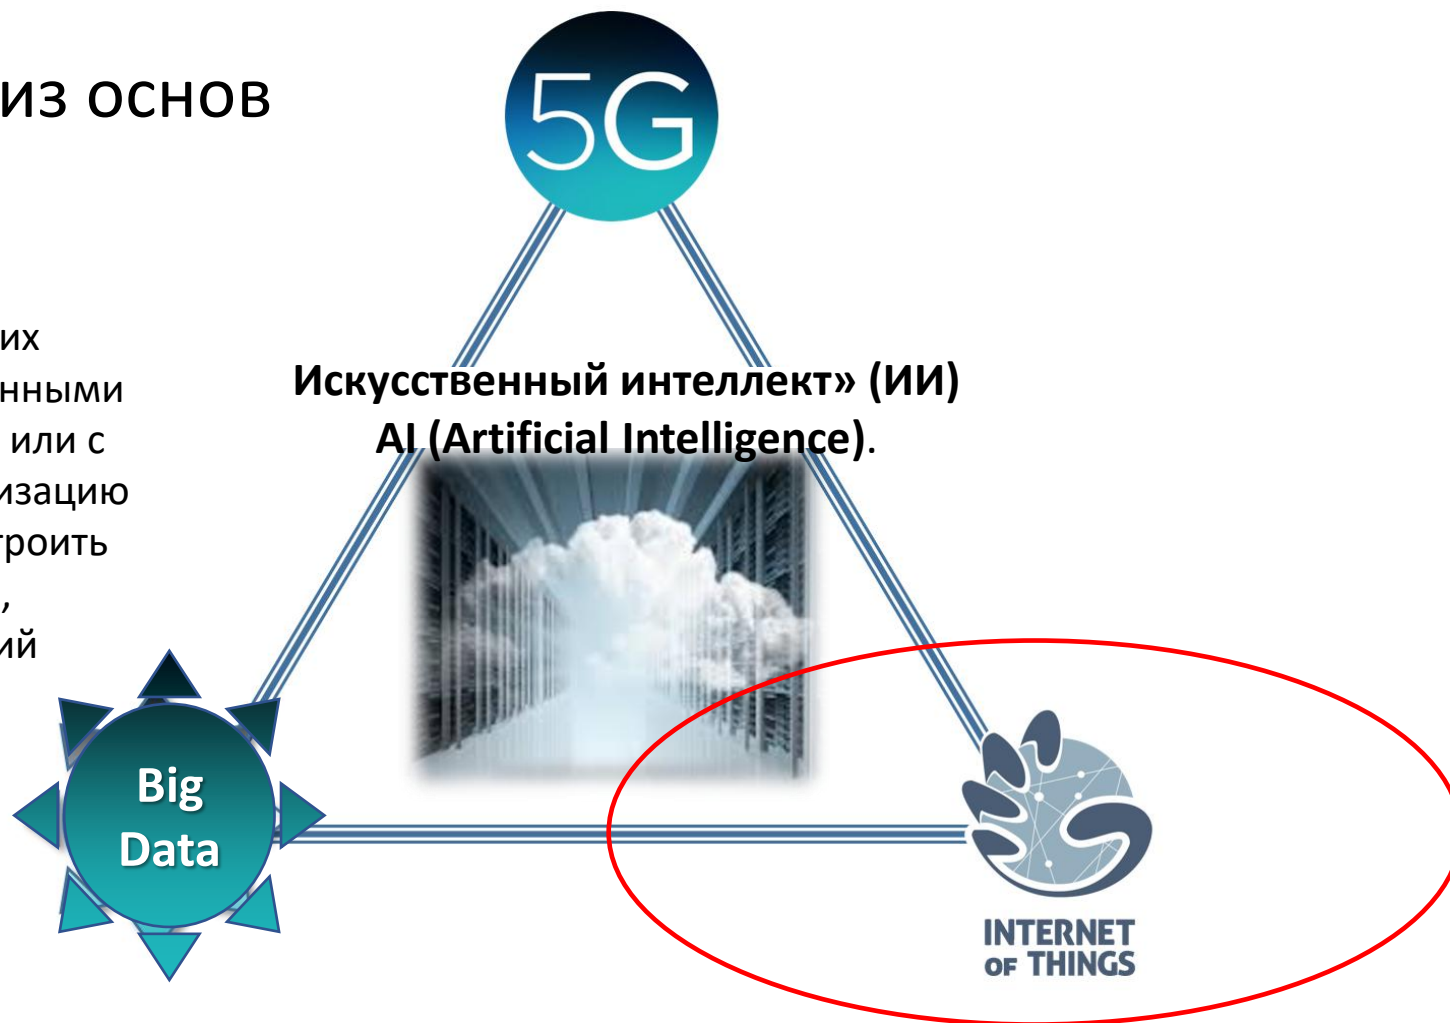 из основ
5G
их
нными
или с
изацию
троить
,
ий
Искусственный интеллект» (ИИ)
AI (Artificial Intelligence).
Big
Data
INTERNET
OF THINGS